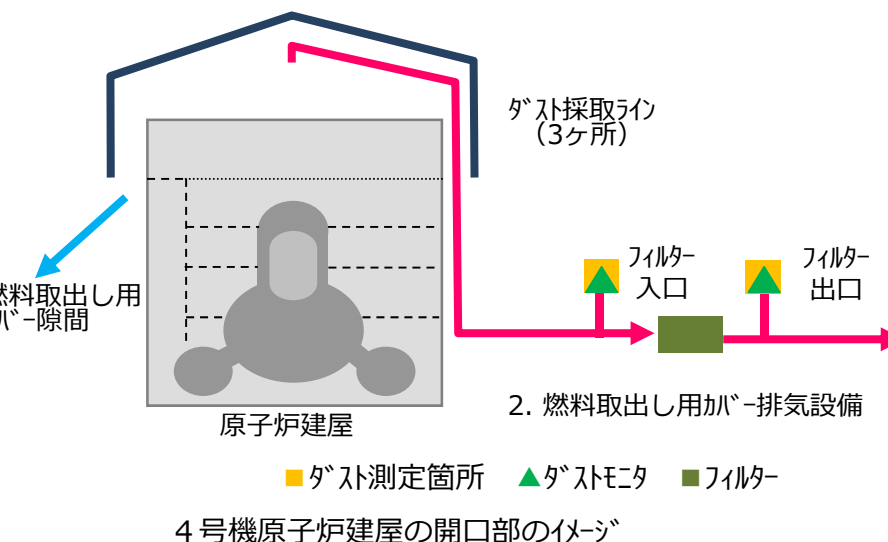 ﾀﾞｽﾄ採取ﾗｲﾝ
（3ヶ所）
ﾌｨﾙﾀｰ
入口
ﾌｨﾙﾀｰ
出口
料取出し用
ﾊﾞｰ隙間
原子炉建屋
2. 燃料取出し用ｶﾊﾞｰ排気設備
ﾀﾞｽﾄ測定箇所
ﾀﾞｽﾄﾓﾆﾀ
ﾌｨﾙﾀｰ
４号機原子炉建屋の開口部のｲﾒｰｼﾞ